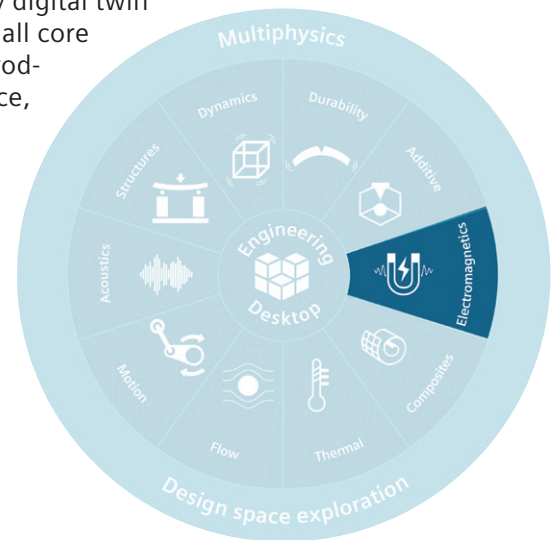 digital twin
all core
ce,
Multiphysics
Dynamics
Durability
Structures
Additive
Acoustics
Engineering
Desktop
Electromagnetics
Motion
Composites
Flow
Thermal
Design space exploration